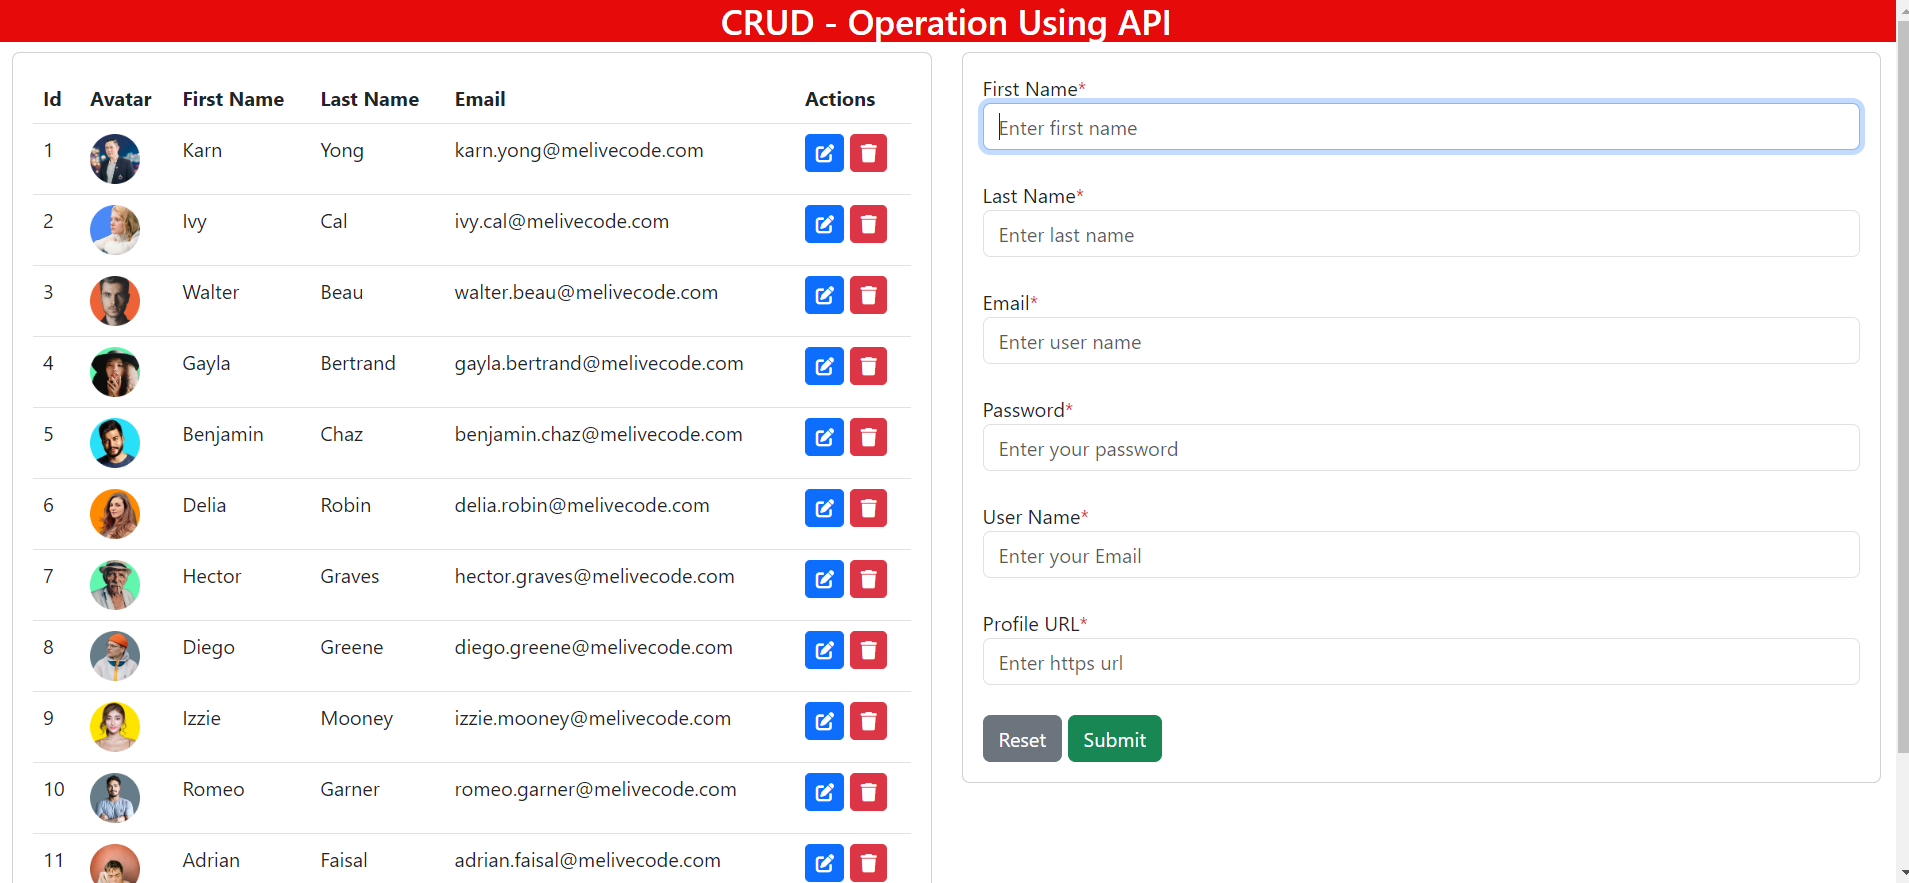 CRUD - Operation Using API
Id Avatar First Name Last Name Email Actions
1 Karn Yong karn.yong@melivecode.com
2 Ivy Cal ivy.cal@melivecode.com
3 Walter Beau walter.beau@melivecode.com
4 Gayla Bertrand gayla.bertrand@melivecode.com
5 Benjamin Chaz benjamin.chaz@melivecode.com
6 Delia Robin delia.robin@melivecode.com
7 Hector Graves hector.graves@melivecode.com
8 Diego Greene diego.greene@melivecode.com
9 Izzie Mooney izzie.mooney@melivecode.com
10 Romeo Garner romeo.garner@melivecode.com
11 Adrian Faisal adrian.faisal@melivecode.com
First Name*
Enter first name
Last Name*
Enter last name
Email*
Enter user name
Password*
Enter your password
User Name*
Enter your Email
Profile URL*
Enter https url
Reset Submit